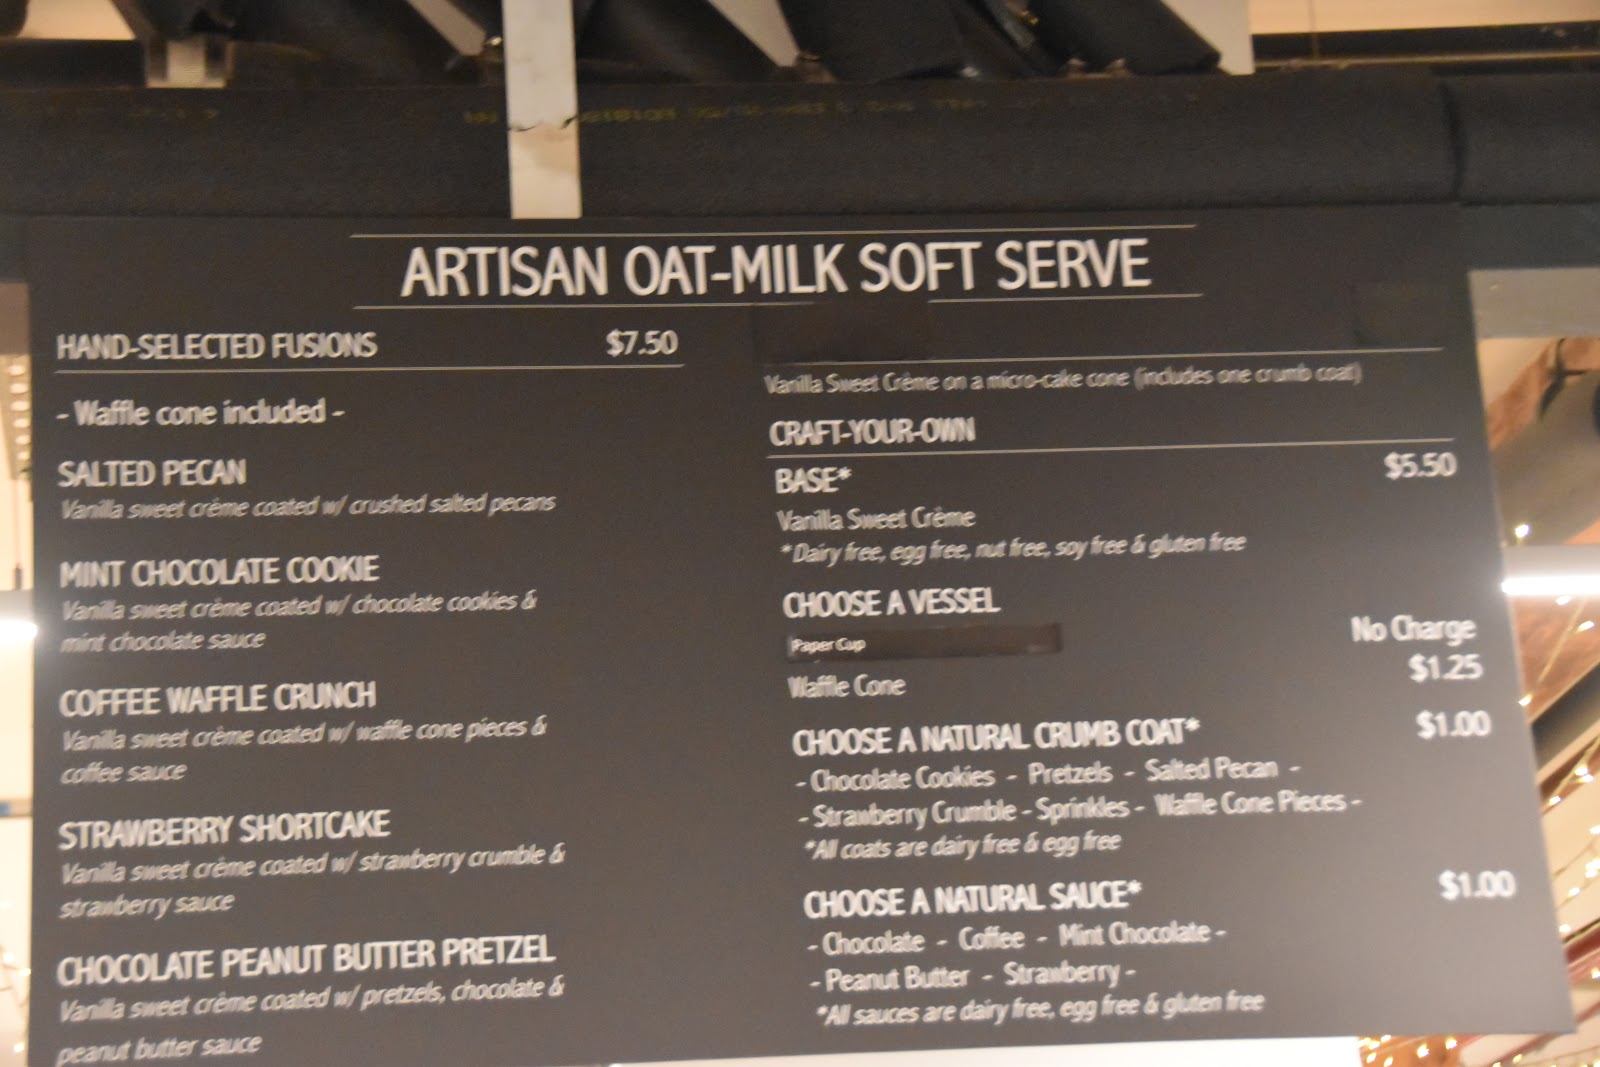 ARTISAN OAT-MILK SOFT SERVE
HAND-SELECTED FUSIONS $7.50
- Waffle cone included -
SALTED PECAN
Vanilla sweet crème coated w/ crushed salted pecans
MINT CHOCOLATE COOKIE
Vanilla sweet crème coated w/ chocolate cookies &
mint chocolate sauce
COFFEE WAFFLE CRUNCH
Vanilla sweet crème coated w/ waffle cone pieces &
coffee sauce
STRAWBERRY SHORTCAKE
Vanilla sweet crème coated w/ strawberry crumble &
strawberry sauce
CHOCOLATE PEANUT BUTTER PRETZEL
Vanilla sweet crème coated w/ pretzels, chocolate &
peanut butter sauce
Vanilla Sweet Crème on a micro-cake cone (includes one crumb coat)
CRAFT-YOUR-OWN
BASE* $5.50
Vanilla Sweet Crème
*Dairy free, egg free, nut free, soy free & gluten free
CHOOSE A VESSEL
Paper Cup No Charge
Waffle Cone $1.25
CHOOSE A NATURAL CRUMB COAT* $1.00
- Chocolate Cookies - Pretzels - Salted Pecan -
- Strawberry Crumble - Sprinkles - Waffle Cone Pieces -
*All coats are dairy free & egg free
CHOOSE A NATURAL SAUCE* $1.00
- Chocolate - Coffee - Mint Chocolate -
- Peanut Butter - Strawberry -
*All sauces are dairy free, egg free & gluten free